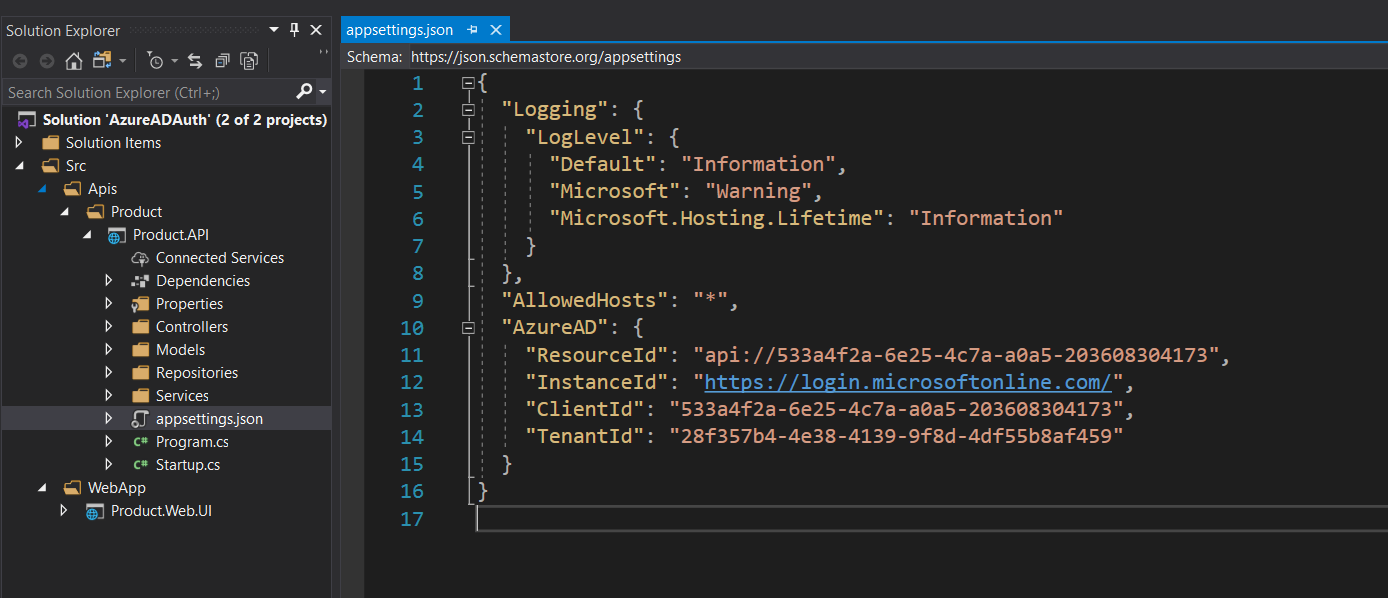 Solution Explorer
Search Solution Explorer (Ctrl+;)
Solution 'AzureADAuth' (2 of 2 projects)
Solution Items
Src
Apis
Product
Product.API
Connected Services
Dependencies
Properties
Controllers
Models
Repositories
Services
appsettings.json
C# Program.cs
C# Startup.cs
WebApp
Product.Web.UI
appsettings.json
Schema: https://json.schemastore.org/appsettings
1 {
2 "Logging": {
3 "LogLevel": {
4 "Default": "Information",
5 "Microsoft": "Warning",
6 "Microsoft.Hosting.Lifetime": "Information"
7 }
8 },
9 "AllowedHosts": "*",
10 "AzureAD": {
11 "ResourceId": "api://533a4f2a-6e25-4c7a-a0a5-203608304173",
12 "InstanceId": "https://login.microsoftonline.com/",
13 "ClientId": "533a4f2a-6e25-4c7a-a0a5-203608304173",
14 "TenantId": "28f357b4-4e38-4139-9f8d-4df55b8af459"
15 }
16 }
17